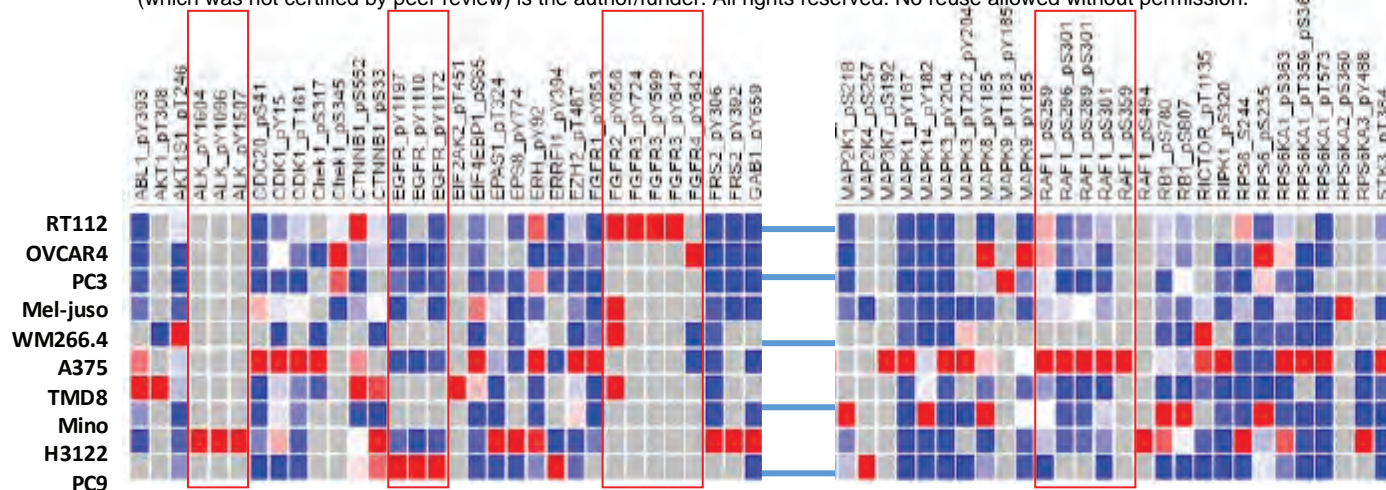 (which was not certified by peer review) is the author/funder. All rights reserved. No reuse allowed without permission.
ABL1_pY393
AKT1_pT308
AKT1S1_pT246
ALK_pY1604
ALK_pY1096
ALK_pY1507
CDC20_pS41
CDK1_pY15
CDK1_pT161
Chek1_pS317
Chek1_pS345
CTNNB1_pS552
CTNNB1_pS33
EGFR_pY1197
EGFR_pY1110
EGFR_pY1172
EIF2AK2_pT451
EIF4EBP1_pS65
EPAS1_pT324
EPS8_pY774
ERH_pY92
ERRFI1_pY394
EZH2_pT487
FGFR1_pY653
FGFR2_pY656
FGFR3_pY724
FGFR3_pY599
FGFR3_pY647
FGFR4_pY642
FRS2_pY306
FRS2_pY392
GAB1_pY659
MAP2K1_pS218
MAP2K4_pS257
MAP3K7_pS192
MAPK1_pY187
MAPK14_pY182
MAPK3_pY204
MAPK3_pT202_pY204
MAPK8_pY185
MAPK9_pT183_pY185
MAPK9_pY185
RAF1_pS259
RAF1_pS296_pS301
RAF1_pS289_pS301
RAF1_pS301
RAF1_pS359
RAF1_pS494
RB1_pS780
RB1_pS807
RICTOR_pT1135
RIPK1_pS320
RPS6_S244
RPS6_pS235
RPS6KA1_pS363
RPS6KA1_pT359_pS36
RPS6KA1_pT573
RPS6KA2_pS360
RPS6KA3_pY488
RT112
OVCAR4
PC3
Mel-juso
WM266.4
A375
TMD8
Mino
H3122
PC9